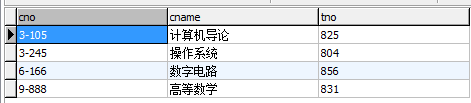 cno cname tno
3-105 计算机导论 825
3-245 操作系统 804
6-166 数字电路 856
9-888 高等数学 831